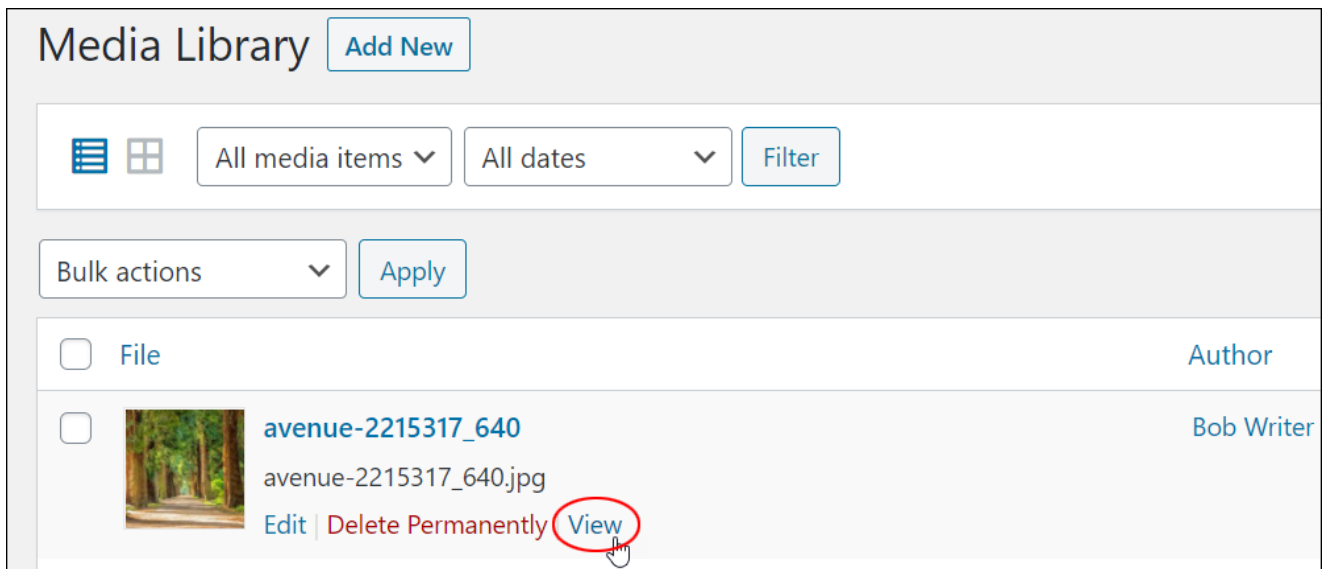 Media Library Add New
All media items All dates Filter
Bulk actions Apply
File Author
avenue-2215317_640 Bob Writer
avenue-2215317_640.jpg
Edit | Delete Permanently View